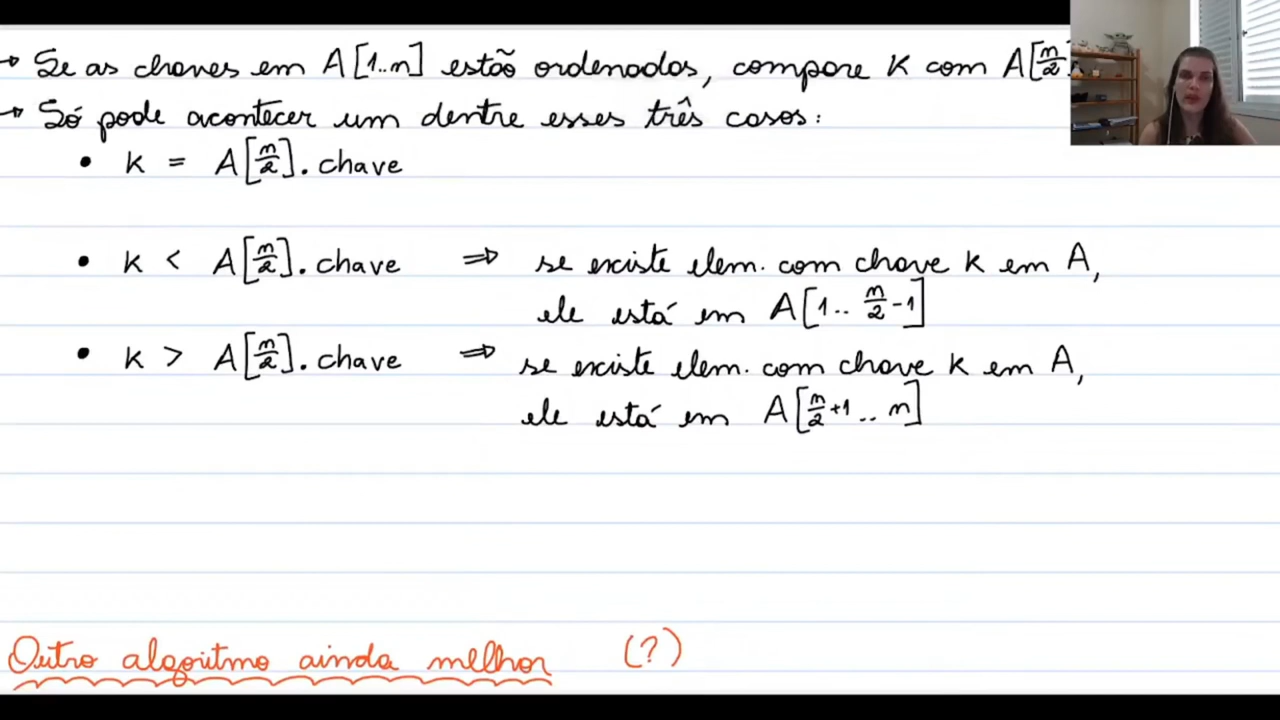 → Se as chaves em A[1..n] estão ordenadas, compare k com A[n/2]
→ Só pode acontecer um dentre esses três casos:
• k = A[n/2].chave
• k < A[n/2].chave ⇒ se existe elem. com chave k em A,
ele está em A[1.. n/2-1]
• k > A[n/2].chave ⇒ se existe elem. com chave k em A,
ele está em A[n/2+1 .. n]
Outro algoritmo ainda melhor (?)